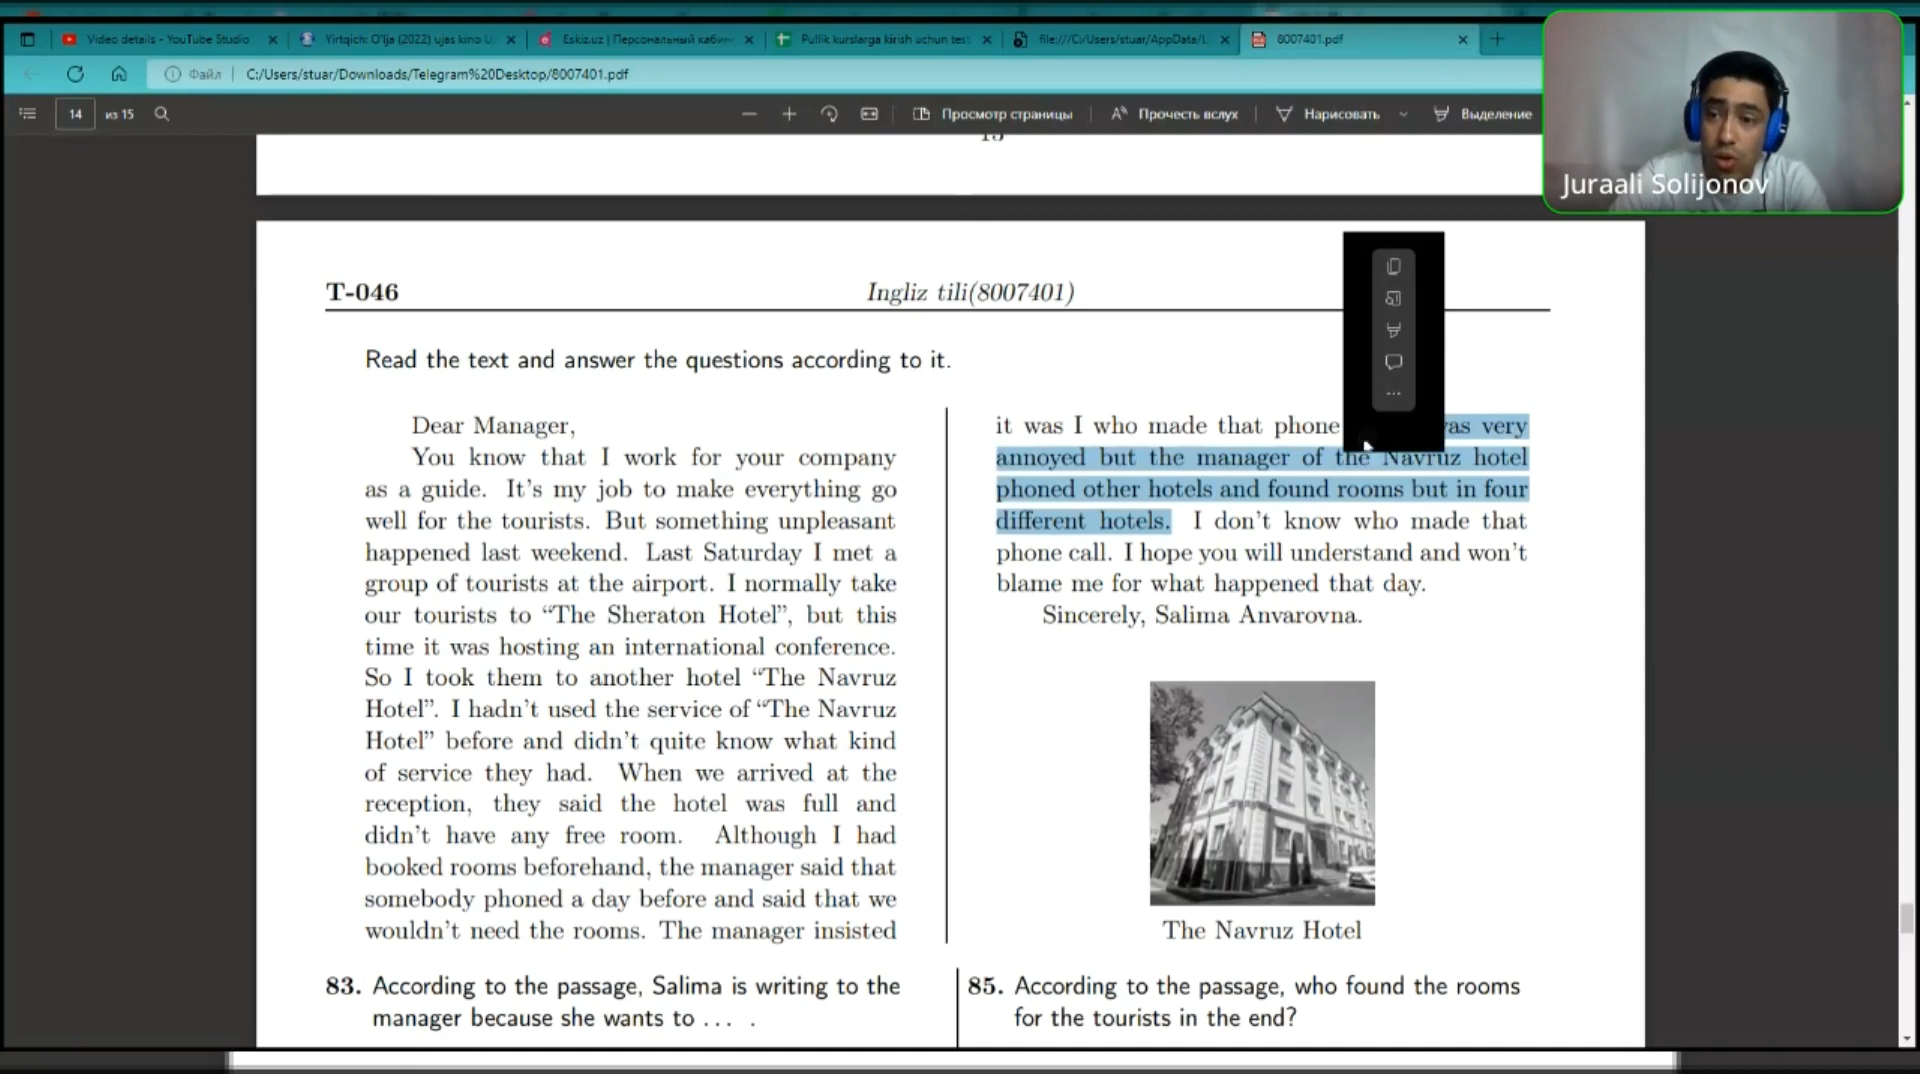 Video details - YouTube Studio
Virtqich: O'lja (2022) ujas kino
Eskiz.uz | Персональный кабин
Pullik kurslarga kirish uchun test
file:///C:/Users/stuar/AppData/L
8007401.pdf
Файл
C:/Users/stuar/Downloads/Telegram%20Desktop/8007401.pdf
14 из 15
Просмотр страницы
Прочесть вслух
Нарисовать
Выделение
Juraali Solijonov
T-046
Ingliz tili(8007401)
Read the text and answer the questions according to it.
Dear Manager,
You know that I work for your company
as a guide. It's my job to make everything go
well for the tourists. But something unpleasant
happened last weekend. Last Saturday I met a
group of tourists at the airport. I normally take
our tourists to “The Sheraton Hotel”, but this
time it was hosting an international conference.
So I took them to another hotel “The Navruz
Hotel”. I hadn't used the service of “The Navruz
Hotel” before and didn't quite know what kind
of service they had. When we arrived at the
reception, they said the hotel was full and
didn't have any free room. Although I had
booked rooms beforehand, the manager said that
somebody phoned a day before and said that we
wouldn't need the rooms. The manager insisted
it was I who made that phone was very
annoyed but the manager of the Navruz hotel
phoned other hotels and found rooms but in four
different hotels. I don't know who made that
phone call. I hope you will understand and won't
blame me for what happened that day.
Sincerely, Salima Anvarovna.
The Navruz Hotel
83. According to the passage, Salima is writing to the
manager because she wants to ... .
85. According to the passage, who found the rooms
for the tourists in the end?